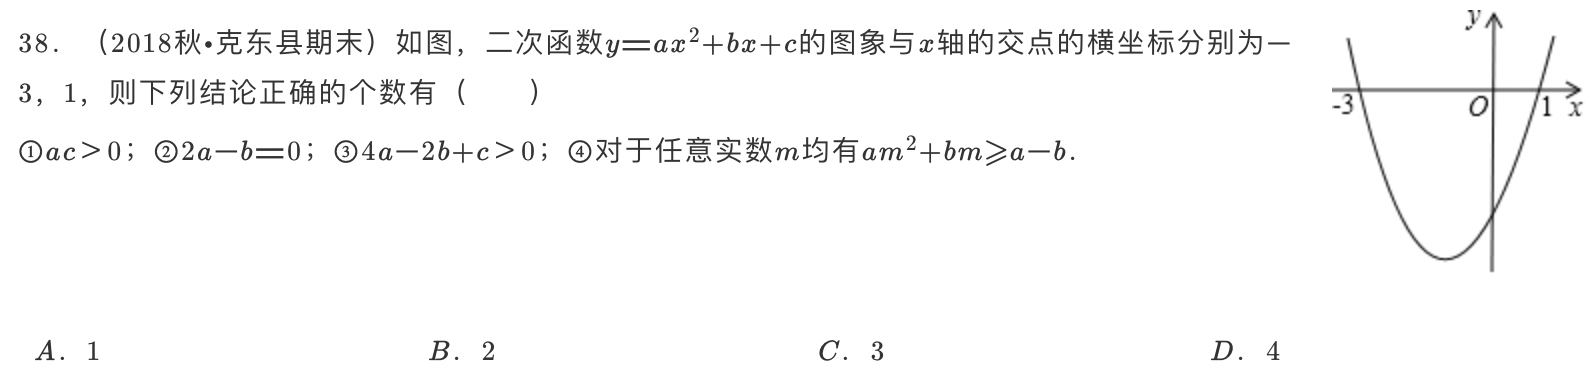 38. （2018秋•克东县期末）如图，二次函数y=ax²+bx+c的图象与x轴的交点的横坐标分别为−
3，1，则下列结论正确的个数有（　　）
①ac>0；②2a−b=0；③4a−2b+c>0；④对于任意实数m均有am²+bm⩾a−b.
y
-3 O 1 x
A. 1 B. 2 C. 3 D. 4